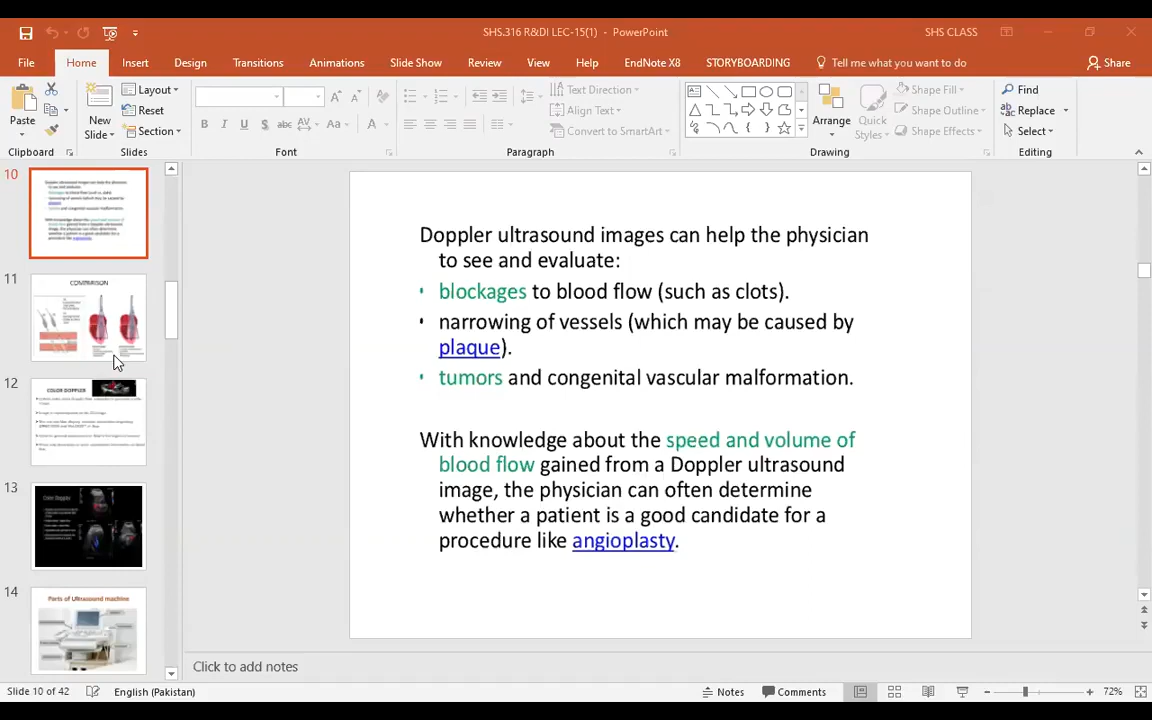 SHS.316 R&DI LEC-15(1) - PowerPoint
SHS CLASS
File Home Insert Design Transitions Animations Slide Show Review View Help EndNote X8 STORYBOARDING Tell me what you want to do Share
Paste
New Slide
Layout
Reset
Section
B I U S abc AV Aa A
Text Direction
Align Text
Convert to SmartArt
Arrange
Quick Styles
Shape Fill
Shape Outline
Shape Effects
Find
Replace
Select
Clipboard Slides Font Paragraph Drawing Editing
10
11
COMPARISON
12
COLOR DOPPLER
13
Color Doppler
14
Parts of Ultrasound machine
Doppler ultrasound images can help the physician
to see and evaluate:
• blockages to blood flow (such as clots).
• narrowing of vessels (which may be caused by
plaque).
• tumors and congenital vascular malformation.
With knowledge about the speed and volume of
blood flow gained from a Doppler ultrasound
image, the physician can often determine
whether a patient is a good candidate for a
procedure like angioplasty.
Click to add notes
Slide 10 of 42 English (Pakistan) Notes Comments 72%